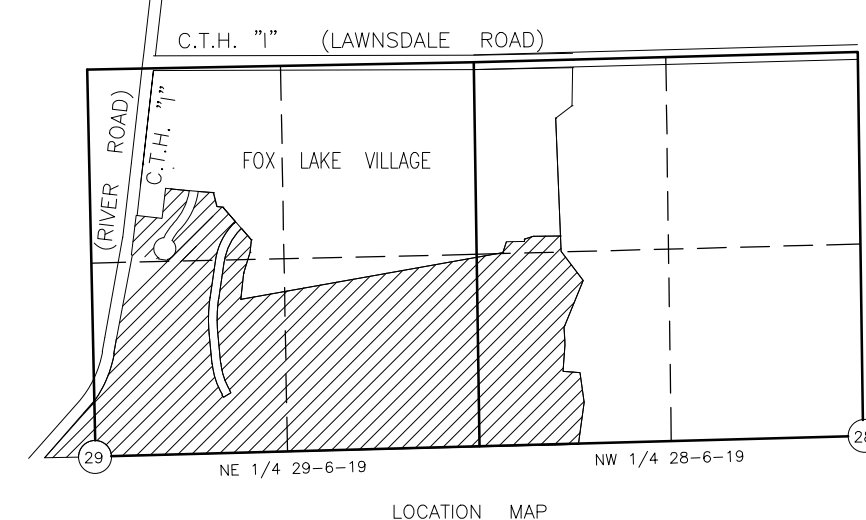 C.T.H. "I" (LAWNSDALE ROAD)
(RIVER ROAD)
C.T.H. "I"
FOX LAKE VILLAGE
29
28
NE 1/4 29-6-19
NW 1/4 28-6-19
LOCATION MAP